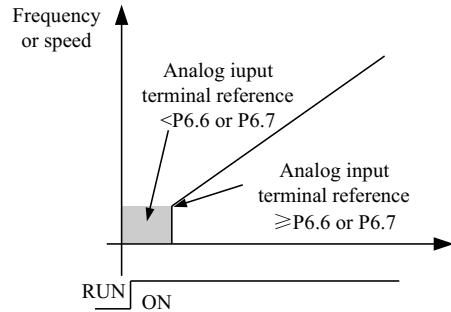 Frequency
or speed
Analog iuput
terminal reference
<P6.6 or P6.7
Analog input
terminal reference
≥P6.6 or P6.7
RUN
ON